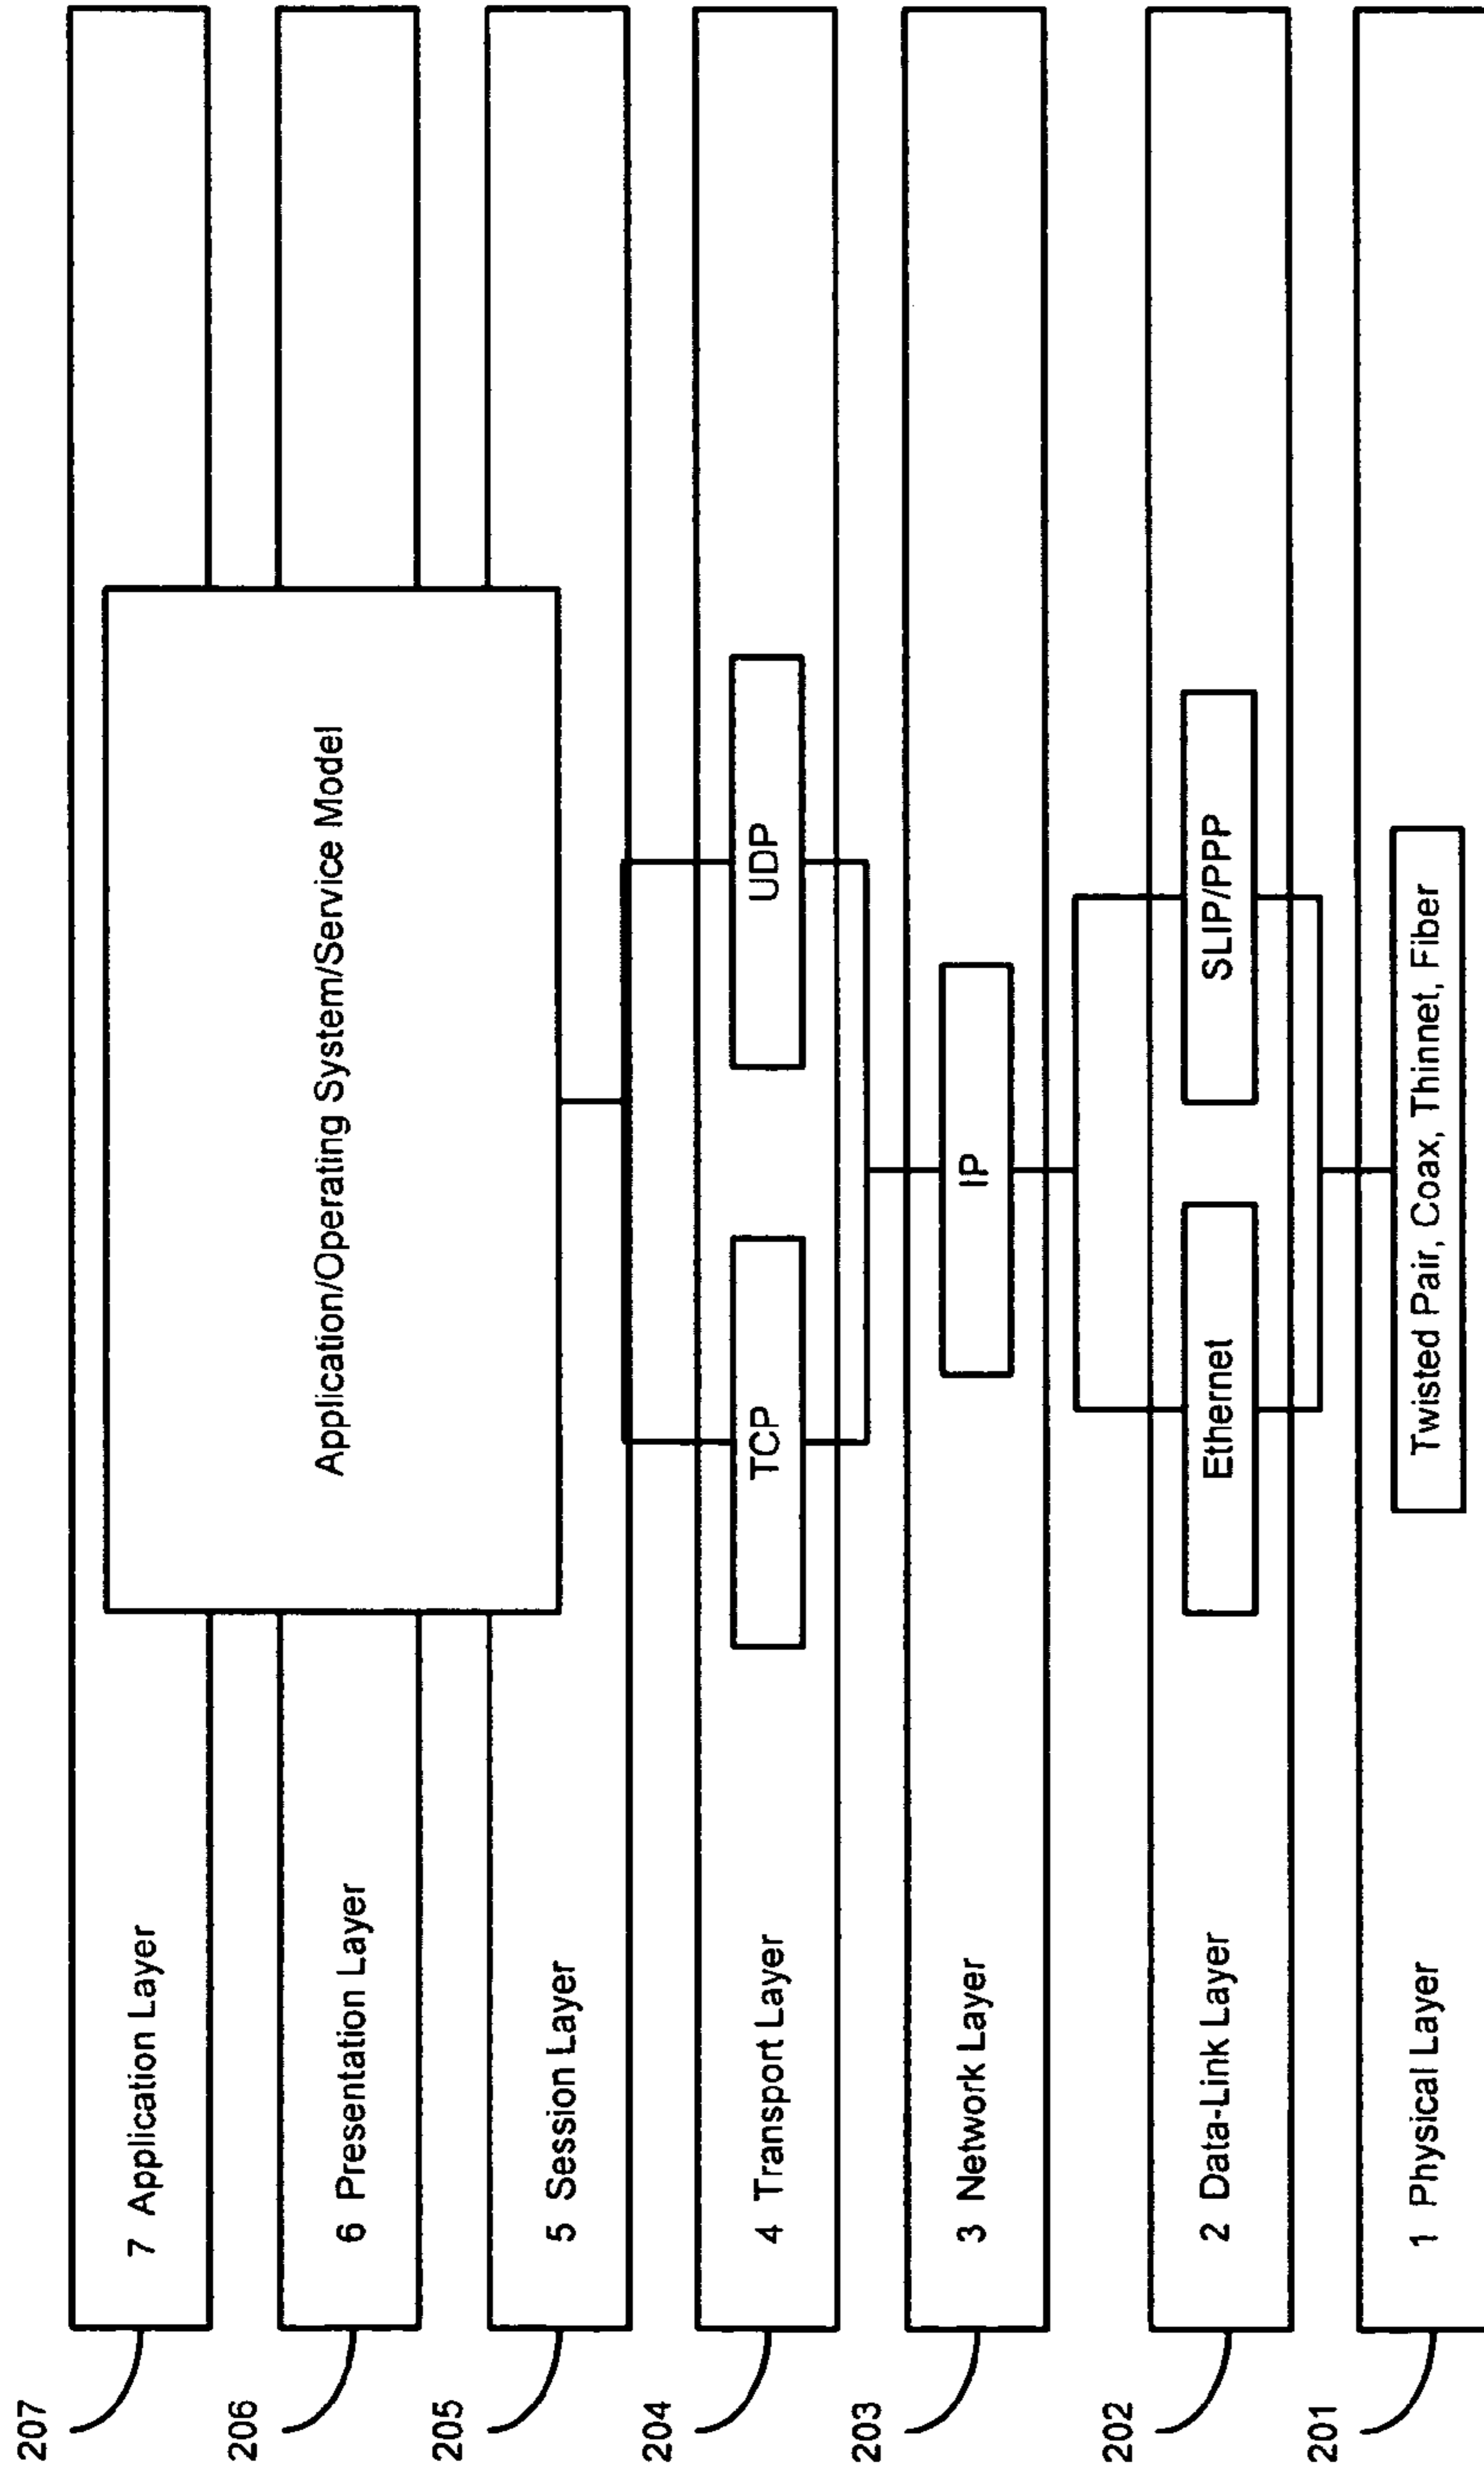 207
7 Application Layer
Application/Operating System/Service Model
206
6 Presentation Layer
205
5 Session Layer
204
4 Transport Layer
TCP
UDP
203
3 Network Layer
IP
202
2 Data-Link Layer
Ethernet
SLIP/PPP
201
1 Physical Layer
Twisted Pair, Coax, Thinnet, Fiber